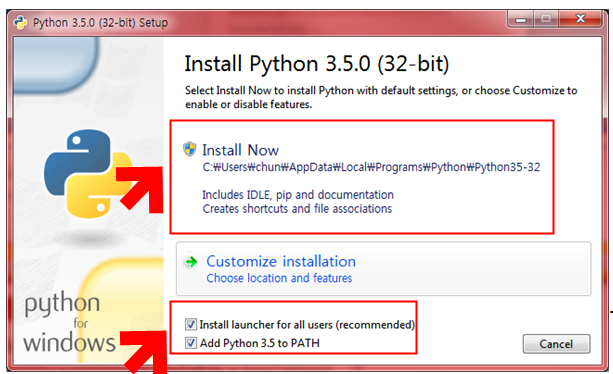 Python 3.5.0 (32-bit) Setup
Install Python 3.5.0 (32-bit)
Select Install Now to install Python with default settings, or choose Customize to
enable or disable features.
Install Now
C:₩Users₩chun₩AppData₩Local₩Programs₩Python₩Python35-32
Includes IDLE, pip and documentation
Creates shortcuts and file associations
Customize installation
Choose location and features
python
for
windows
Install launcher for all users (recommended)
Add Python 3.5 to PATH
Cancel